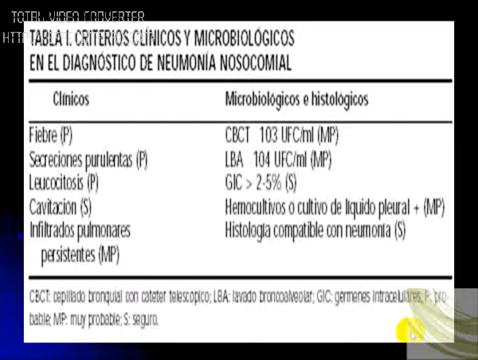 TOTAL VIDEO CONVERTER
TABLA I. CRITERIOS CLÍNICOS Y MICROBIOLÓGICOS
EN EL DIAGNÓSTICO DE NEUMONÍA NOSOCOMIAL
Clínicos Microbiológicos e histológicos
Fiebre (P) CBCT 103 UFC/ml (MP)
Secreciones purulentas (P) LBA 104 UFC/ml (MP)
Leucocitosis (P) GIC > 2-5% (S)
Cavitación (S) Hemocultivos o cultivo de líquido pleural + (MP)
Infiltrados pulmonares Histología compatible con neumonía (S)
persistentes (MP)
CBCT: cepillado bronquial con catéter telescópico; LBA: lavado broncoalveolar; GIC: gérmenes intracelulares; P: pro-
bable; MP: muy probable; S: seguro.